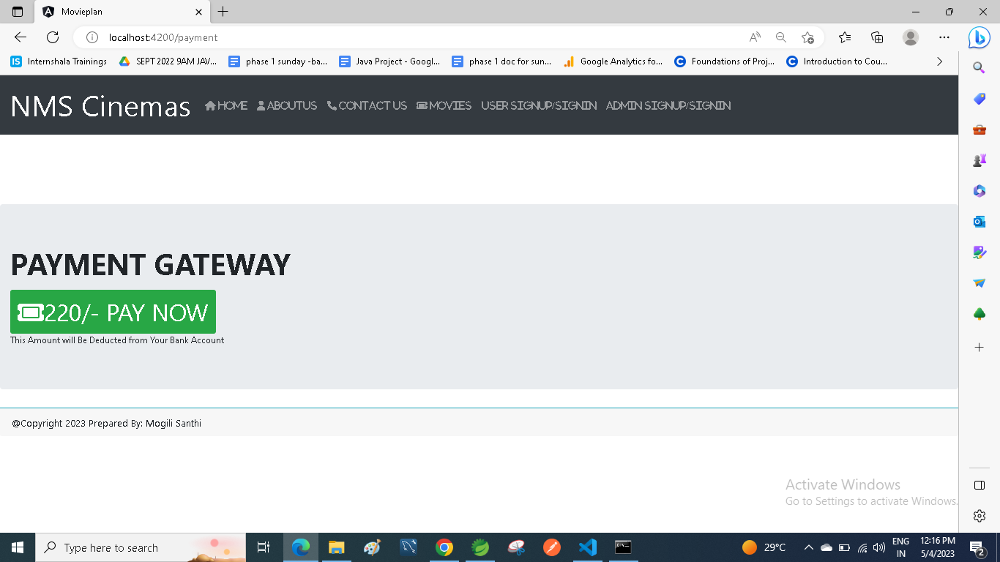 Movieplan
localhost:4200/payment
Internshala Trainings
SEPT 2022 9AM JAV...
phase 1 sunday -ba...
Java Project - Googl...
phase 1 doc for sun...
Google Analytics fo...
Foundations of Proj...
Introduction to Cou...
NMS Cinemas
HOME
ABOUTUS
CONTACT US
MOVIES
USER SIGNUP/SIGNIN
ADMIN SIGNUP/SIGNIN
PAYMENT GATEWAY
220/- PAY NOW
This Amount will Be Deducted from Your Bank Account
@Copyright 2023 Prepared By: Mogili Santhi
Activate Windows
Go to Settings to activate Windows.
Type here to search
29°C
ENG
IN
12:16 PM
5/4/2023
2